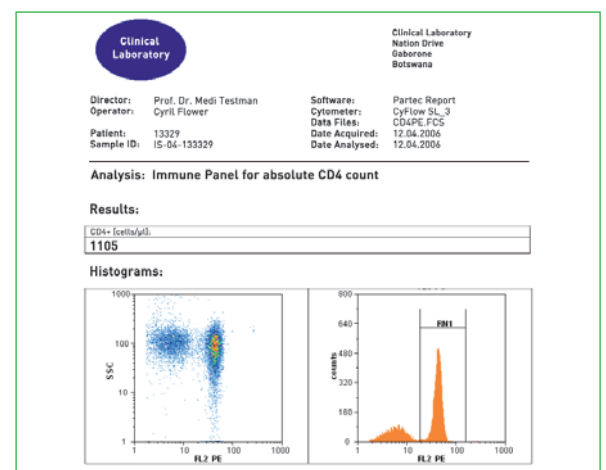 Clinical
Laboratory
Clinical Laboratory
Nation Drive
Gaborone
Botswana
Director: Prof. Dr. Medi Testman
Operator: Cyril Flower
Patient: 13329
Sample ID: IS-04-133329
Software: Partec Report
Cytometer: CyFlow SL_3
Data Files: CD4PE.FCS
Date Acquired: 12.04.2006
Date Analysed: 12.04.2006
Analysis: Immune Panel for absolute CD4 count
Results:
CD4+ [cells/µl]:
1105
Histograms:
1000
100
10
1
SSC
1 10 100 1000
FL2 PE
800
640
480
320
160
0
counts
RN1
1 10 100 1000
FL2 PE